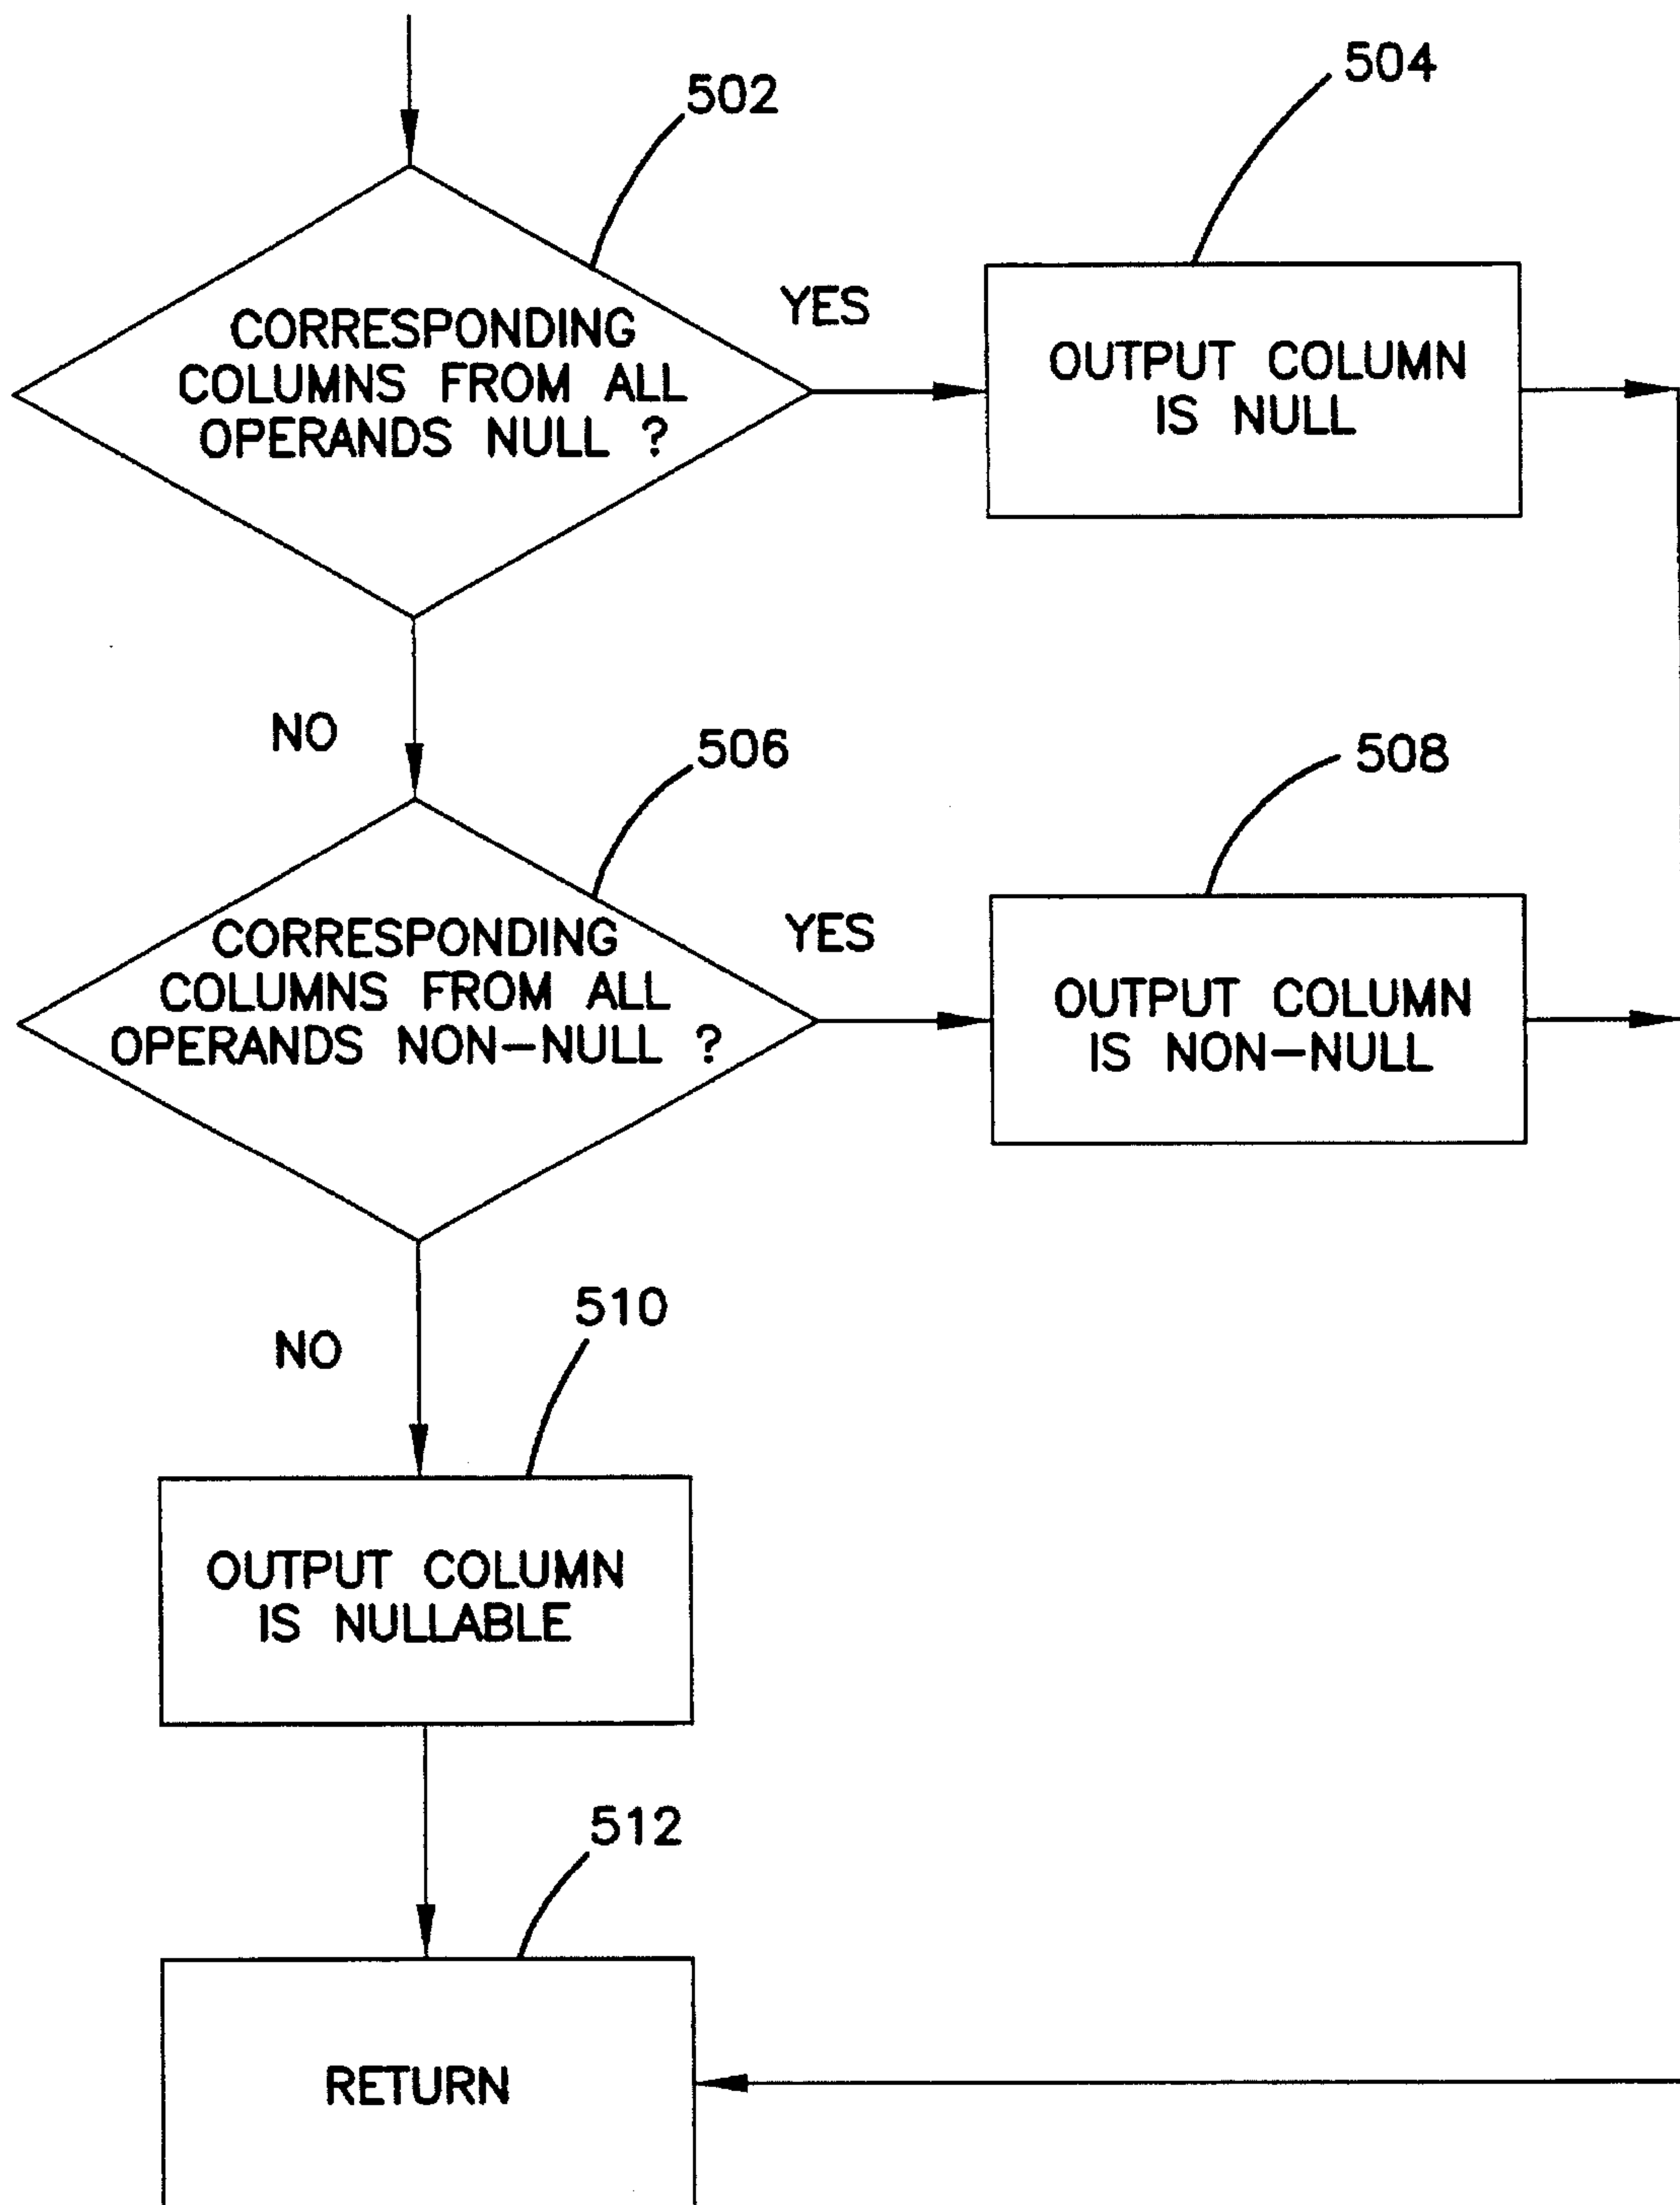 504
502
CORRESPONDING
COLUMNS FROM ALL
OPERANDS NULL ?
YES
OUTPUT COLUMN
IS NULL
NO
506
508
CORRESPONDING
COLUMNS FROM ALL
OPERANDS NON-NULL ?
YES
OUTPUT COLUMN
IS NON-NULL
NO
510
OUTPUT COLUMN
IS NULLABLE
512
RETURN